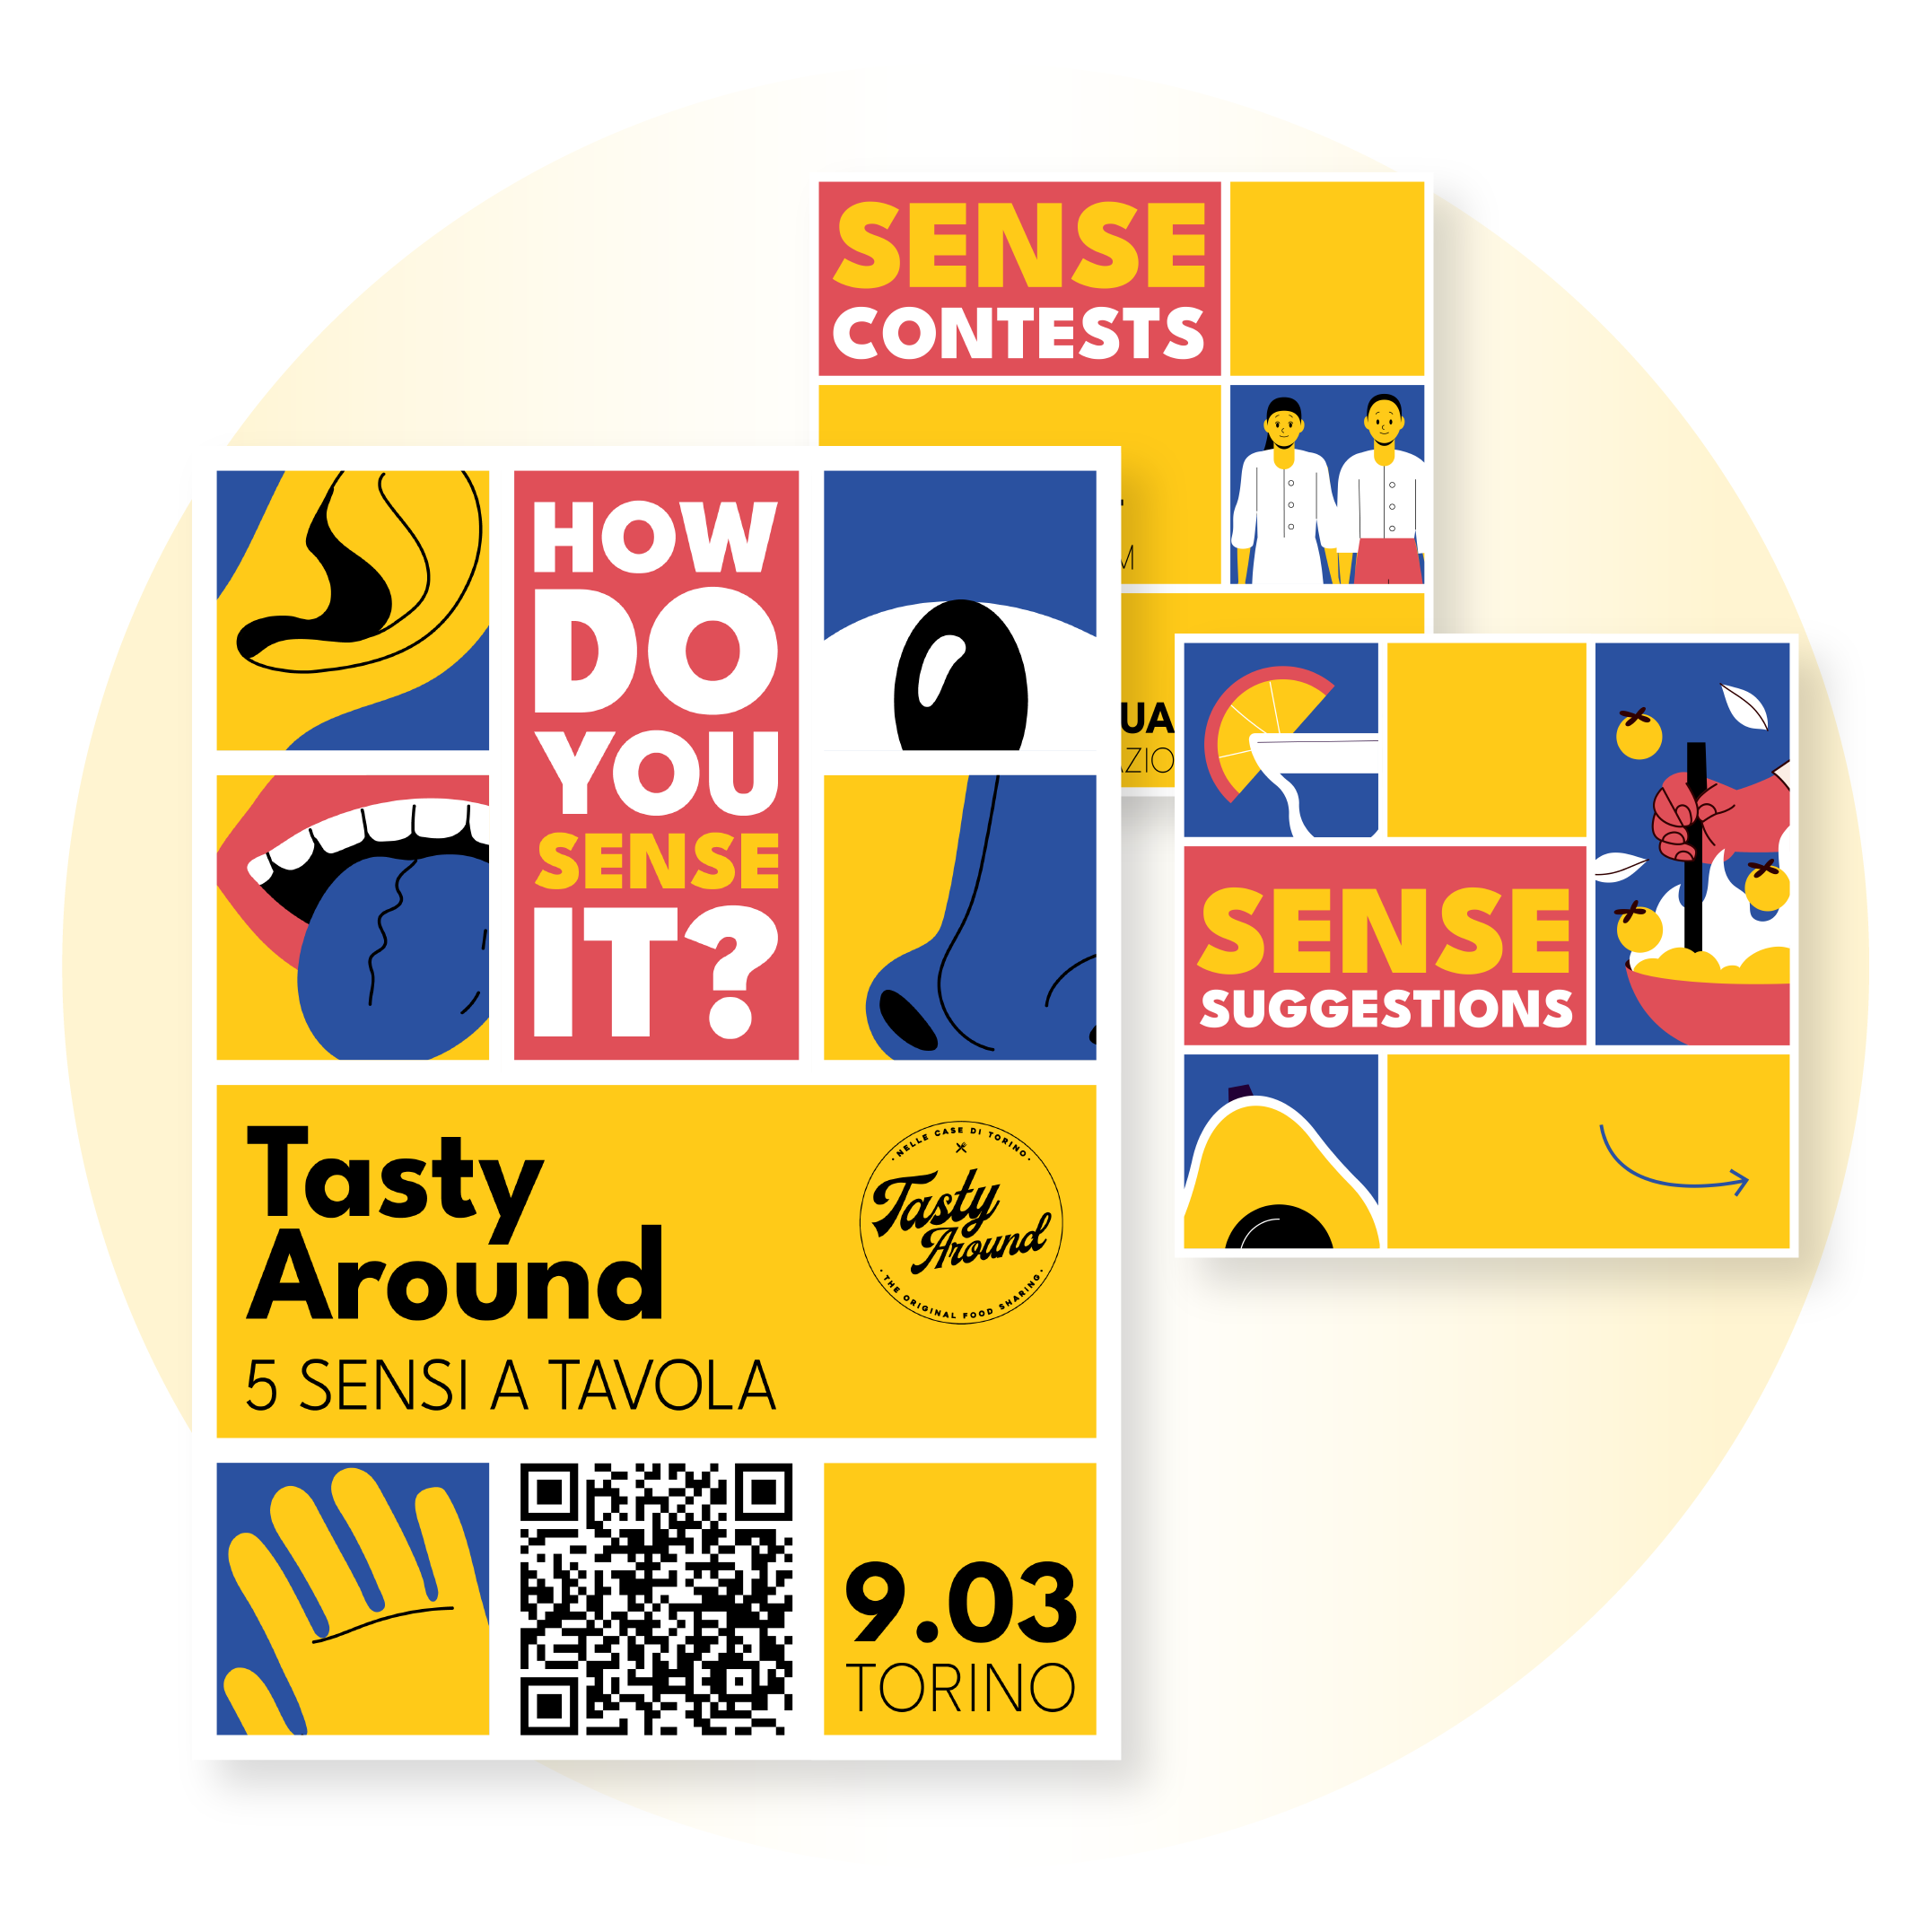 SENSE
CONTESTS
HOW
DO
YOU
SENSE
IT?
Tasty
Around
5 SENSI A TAVOLA
• NELLE CASE DI TORINO •
Tasty
Around
• THE ORIGINAL FOOD SHARING •
9.03
TORINO
SENSE
SUGGESTIONS